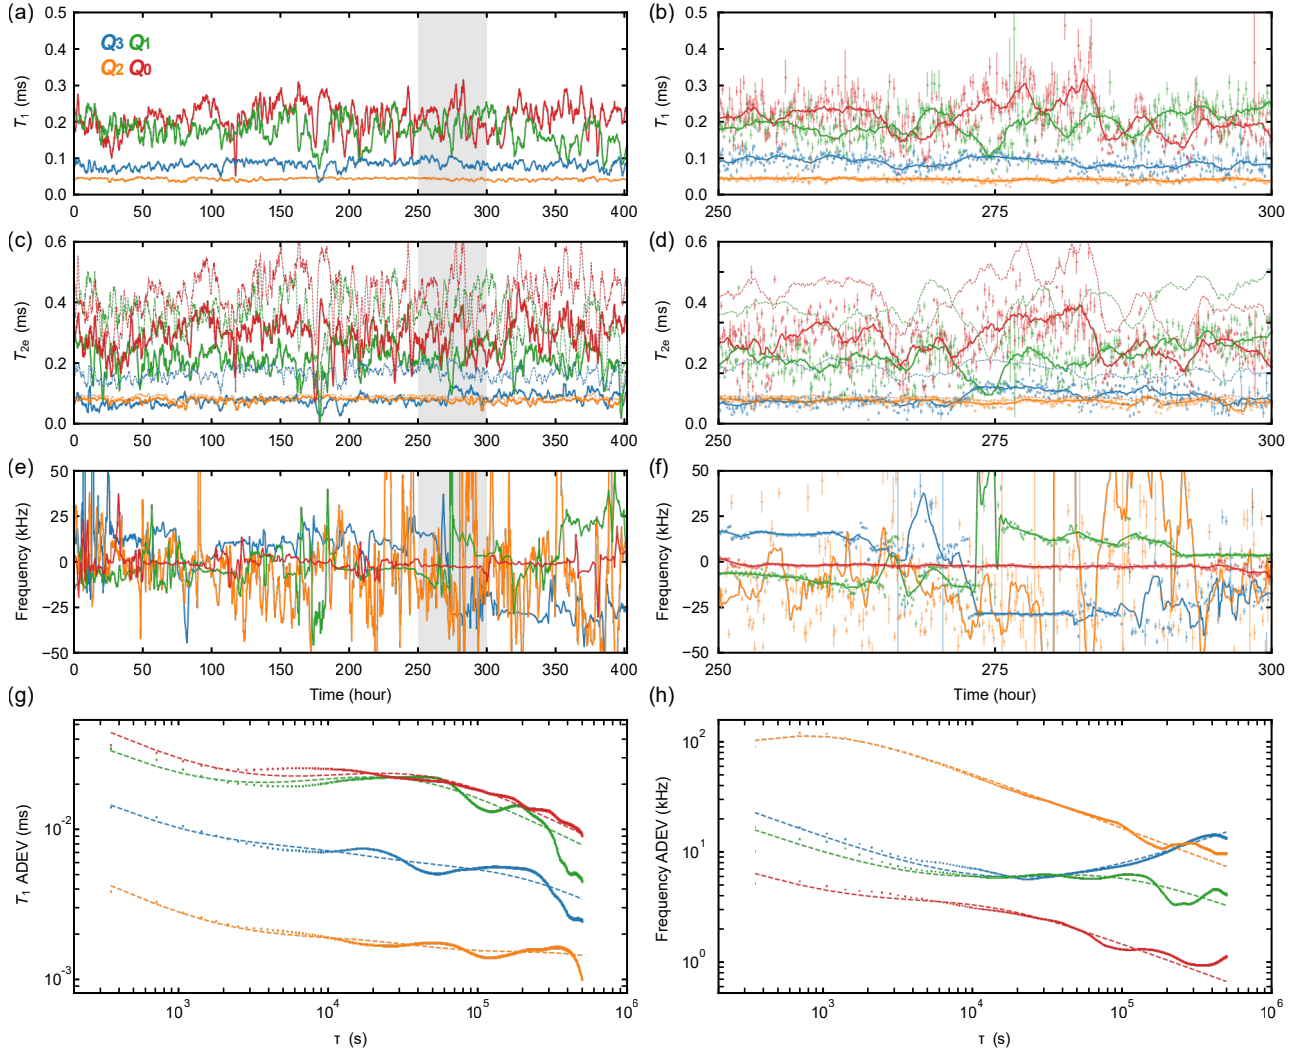 (a)
T1 (ms)
0.5
0.4
0.3
0.2
0.1
0.0
Q3 Q1
Q2 Q0
0 50 100 150 200 250 300 350 400
(b)
T1 (ms)
0.5
0.4
0.3
0.2
0.1
0.0
250 275 300
(c)
T2e (ms)
0.6
0.4
0.2
0.0
0 50 100 150 200 250 300 350 400
(d)
T2e (ms)
0.6
0.4
0.2
0.0
250 275 300
(e)
Frequency (kHz)
50
25
0
−25
−50
0 50 100 150 200 250 300 350 400
Time (hour)
(f)
Frequency (kHz)
50
25
0
−25
−50
250 275 300
Time (hour)
(g)
T1 ADEV (ms)
10−2
10−3
103 104 105 106
τ (s)
(h)
Frequency ADEV (kHz)
102
101
100
103 104 105 106
τ (s)